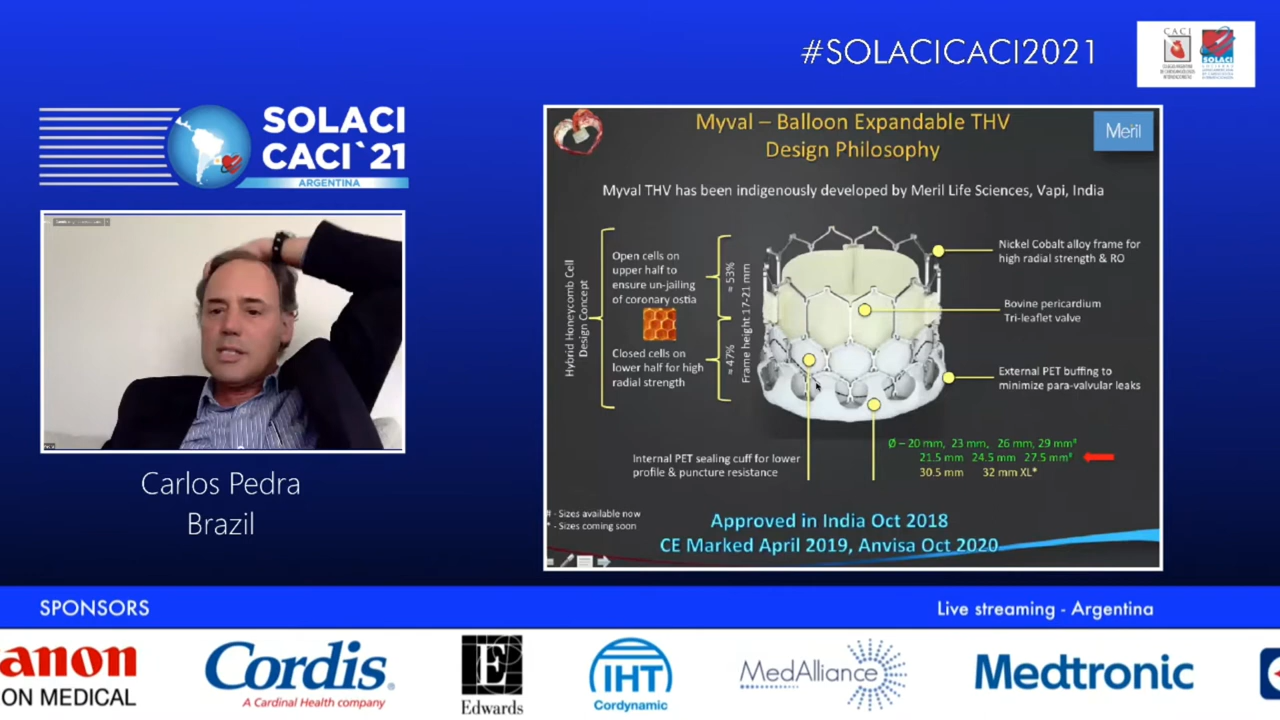 #SOLACICACI2021
CACI
SOLACI
SOLACI
CACI`21
ARGENTINA
Carlos Pedra
Brazil
Myval – Balloon Expandable THV
Design Philosophy
Meril
Myval THV has been indigenously developed by Meril Life Sciences, Vapi, India
Hybrid Honeycomb Cell
Design Concept
Open cells on
upper half to
ensure un-jailing
of coronary ostia
Closed cells on
lower half for high
radial strength
≈ 53%
≈ 47%
Frame height 17-21 mm
Nickel Cobalt alloy frame for
high radial strength & RO
Bovine pericardium
Tri-leaflet valve
External PET buffing to
minimize para-valvular leaks
Internal PET sealing cuff for lower
profile & puncture resistance
Ø – 20 mm, 23 mm, 26 mm, 29 mm#
21.5 mm 24.5 mm 27.5 mm#
30.5 mm 32 mm XL*
# - Sizes available now
* - Sizes coming soon
Approved in India Oct 2018
CE Marked April 2019, Anvisa Oct 2020
SPONSORS
Live streaming - Argentina
anon
ON MEDICAL
Cordis®
A Cardinal Health company
E
Edwards
IHT
Cordynamic
MedAlliance
Medtronic